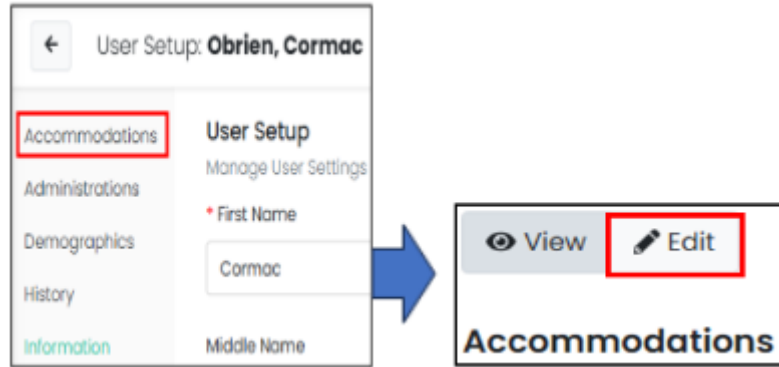 User Setup: Obrien, Cormac
Accommodations
Administrations
Demographics
History
Information
User Setup
Manage User Settings
* First Name
Cormac
Middle Name
View Edit
Accommodations